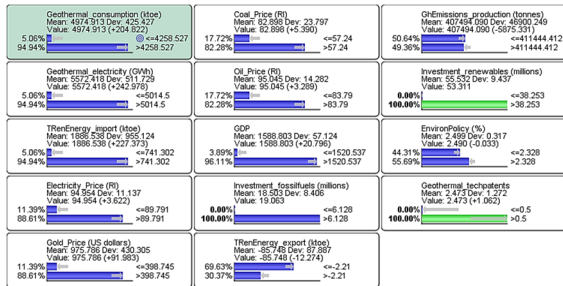 Geothermal_consumption (ktoe)
Mean: 4974.913 Dev: 425.427
Value: 4974.913 (+204.822)
5.06% <=4258.527
94.94% >4258.527
Coal_Price (RI)
Mean: 82.898 Dev: 23.797
Value: 82.898 (+5.390)
17.72% <=57.24
82.28% >57.24
GhEmissions_production (tonnes)
Mean: 407494.090 Dev: 46900.249
Value: 407494.090 (-5875.331)
50.64% <=411444.412
49.36% >411444.412
Geothermal_electricity (GWh)
Mean: 5572.418 Dev: 511.729
Value: 5572.418 (+242.978)
5.06% <=5014.5
94.94% >5014.5
Oil_Price (RI)
Mean: 95.045 Dev: 14.282
Value: 95.045 (+3.289)
17.72% <=83.79
82.28% >83.79
Investment_renewables (millions)
Mean: 55.532 Dev: 9.437
Value: 53.311
0.00% <=38.253
100.00% >38.253
TRenEnergy_import (ktoe)
Mean: 1886.538 Dev: 955.124
Value: 1886.538 (+227.373)
5.06% <=741.302
94.94% >741.302
GDP
Mean: 1588.803 Dev: 57.124
Value: 1588.803 (+20.796)
3.89% <=1520.537
96.11% >1520.537
EnvironPolicy (%)
Mean: 2.499 Dev: 0.317
Value: 2.490 (-0.033)
44.31% <=2.328
55.69% >2.328
Electricity_Price (RI)
Mean: 94.954 Dev: 11.137
Value: 94.954 (+3.622)
11.39% <=89.791
88.61% >89.791
Investment_fossilfuels (millions)
Mean: 18.503 Dev: 8.406
Value: 19.063
0.00% <=6.128
100.00% >6.128
Geothermal_techpatents
Mean: 2.473 Dev: 1.272
Value: 2.473 (+1.062)
0.00% <=0.5
100.00% >0.5
Gold_Price (US dollars)
Mean: 975.786 Dev: 430.305
Value: 975.786 (+91.983)
11.39% <=398.745
88.61% >398.745
TRenEnergy_export (ktoe)
Mean: -85.748 Dev: 87.887
Value: -85.748 (-12.274)
69.63% <=-2.21
30.37% >-2.21